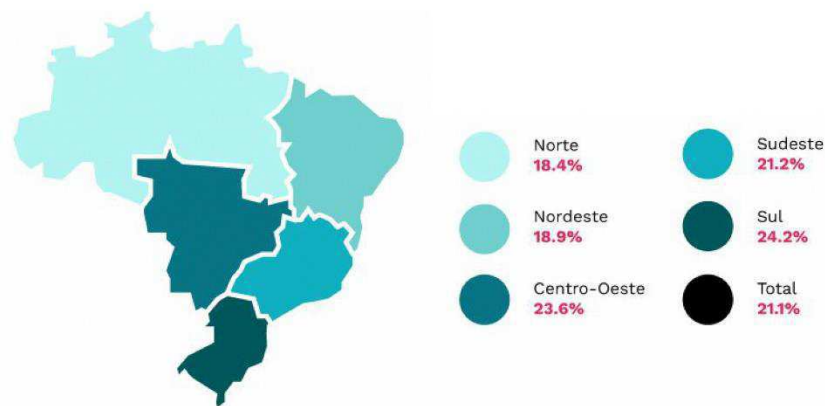 Norte
18.4%
Nordeste
18.9%
Centro-Oeste
23.6%
Sudeste
21.2%
Sul
24.2%
Total
21.1%